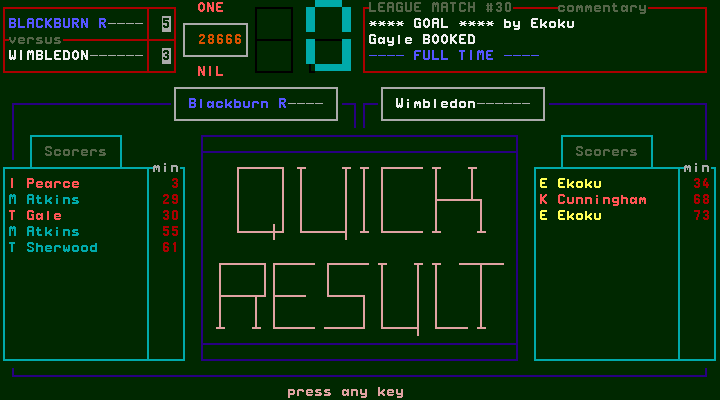 ONE
LEAGUE MATCH #30 commentary
BLACKBURN R 5
**** GOAL **** by Ekoku
versus
28666
0
Gayle BOOKED
WIMBLEDON 3
FULL TIME
NIL
Blackburn R
Wimbledon
Scorers
Scorers
min
min
I Pearce 3
M Atkins 29
T Gale 30
M Atkins 55
T Sherwood 61
QUICK
RESULT
E Ekoku 34
K Cunningham 68
E Ekoku 73
press any key